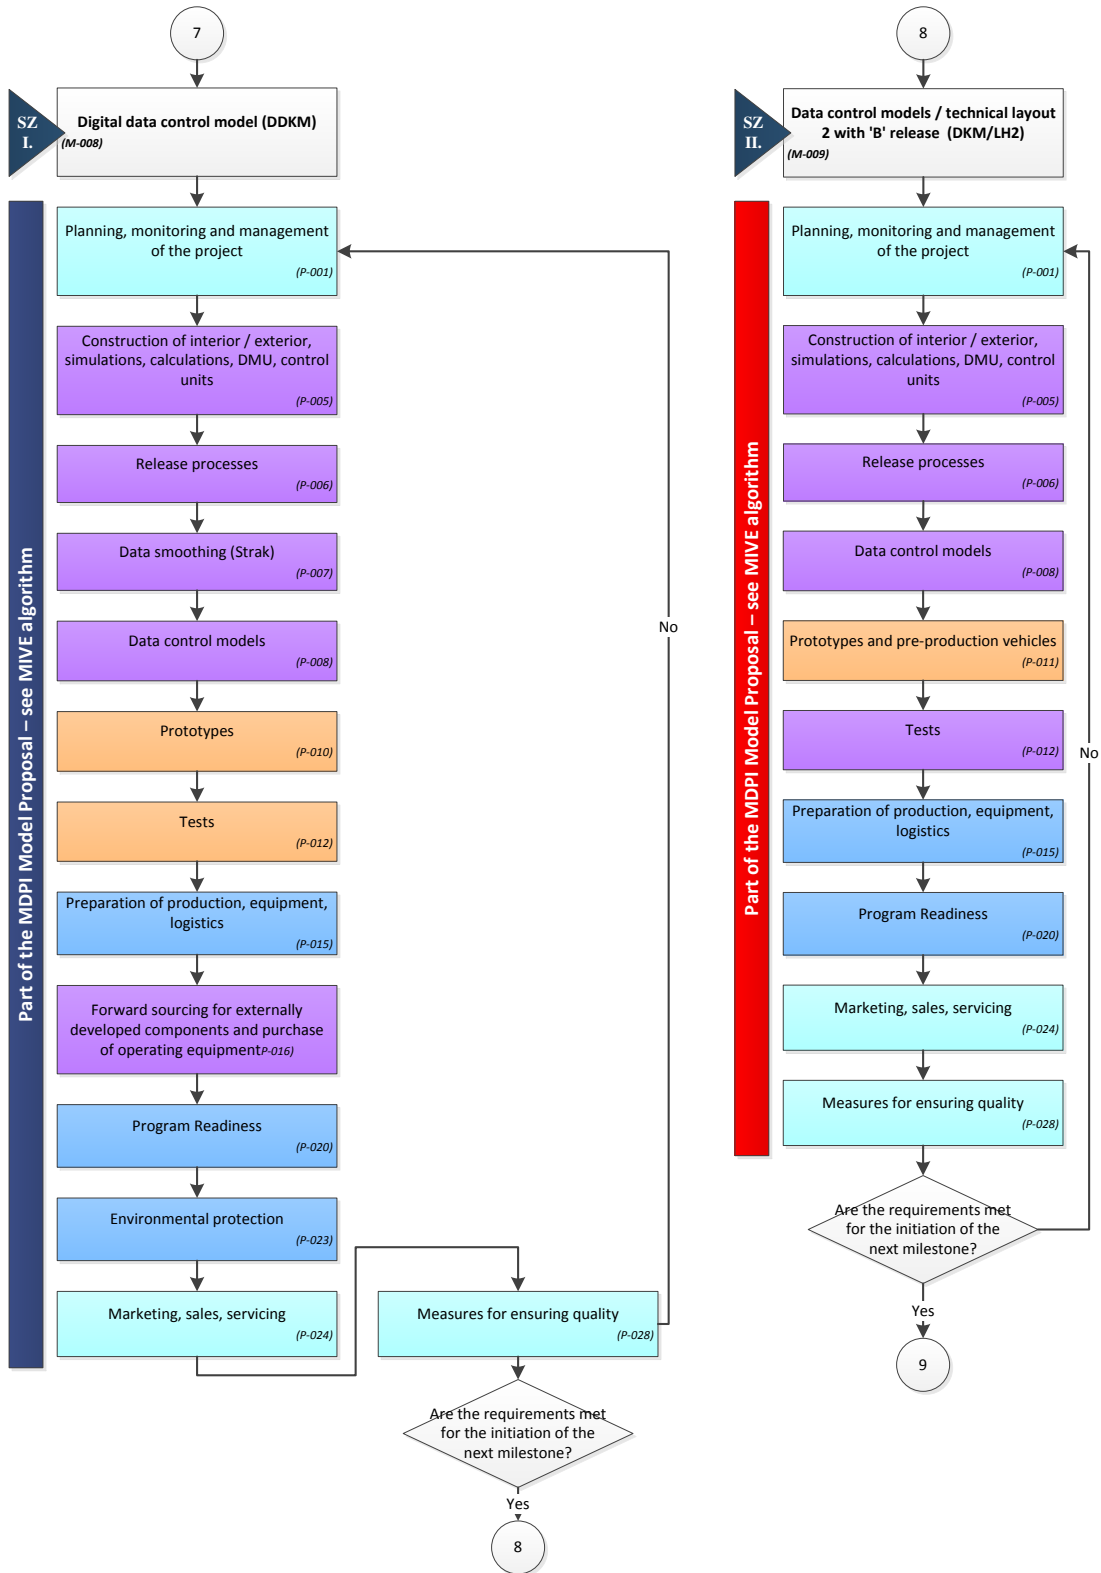 7
SZ
I.
Digital data control model (DDKM)
(M-008)
Part of the MDPI Model Proposal – see MIVE algorithm
Planning, monitoring and management
of the project
(P-001)
Construction of interior / exterior,
simulations, calculations, DMU, control
units
(P-005)
Release processes
(P-006)
Data smoothing (Strak)
(P-007)
Data control models
(P-008)
Prototypes
(P-010)
Tests
(P-012)
Preparation of production, equipment,
logistics
(P-015)
Forward sourcing for externally
developed components and purchase
of operating equipmentP-016)
Program Readiness
(P-020)
Environmental protection
(P-023)
Marketing, sales, servicing
(P-024)
Measures for ensuring quality
(P-028)
No
Are the requirements met
for the initiation of the
next milestone?
Yes
8
8
SZ
II.
Data control models / technical layout
2 with 'B' release (DKM/LH2)
(M-009)
Part of the MDPI Model Proposal – see MIVE algorithm
Planning, monitoring and management
of the project
(P-001)
Construction of interior / exterior,
simulations, calculations, DMU, control
units
(P-005)
Release processes
(P-006)
Data control models
(P-008)
Prototypes and pre-production vehicles
(P-011)
Tests
(P-012)
Preparation of production, equipment,
logistics
(P-015)
Program Readiness
(P-020)
Marketing, sales, servicing
(P-024)
Measures for ensuring quality
(P-028)
No
Are the requirements met
for the initiation of the
next milestone?
Yes
9